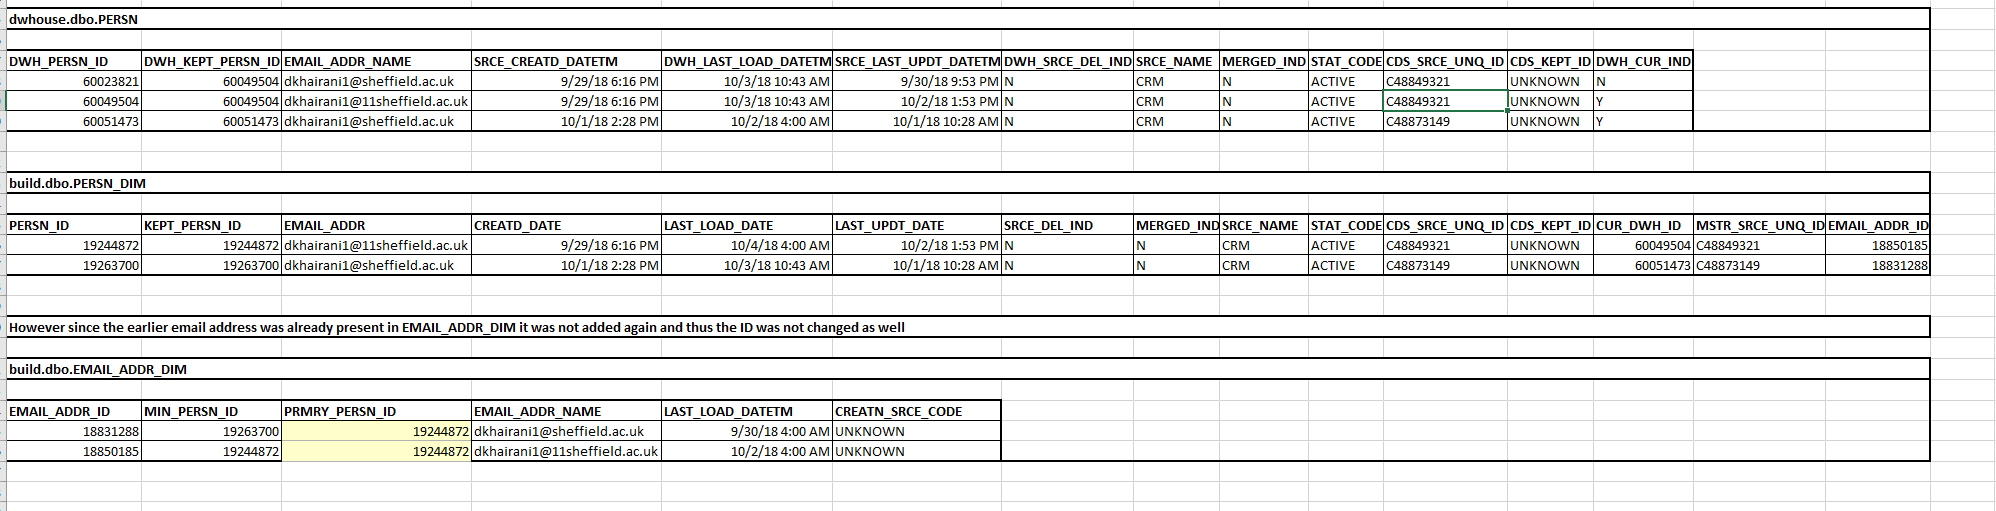 dwhouse.dbo.PERSN
DWH_PERSN_ID DWH_KEPT_PERSN_ID EMAIL_ADDR_NAME SRCE_CREATD_DATETM DWH_LAST_LOAD_DATETM SRCE_LAST_UPDT_DATETM DWH_SRCE_DEL_IND SRCE_NAME MERGED_IND STAT_CODE CDS_SRCE_UNQ_ID CDS_KEPT_ID DWH_CUR_IND
60023821 60049504 dkhairani1@sheffield.ac.uk 9/29/18 6:16 PM 10/3/18 10:43 AM 9/30/18 9:53 PM N CRM N ACTIVE C48849321 UNKNOWN N
60049504 60049504 dkhairani1@11sheffield.ac.uk 9/29/18 6:16 PM 10/3/18 10:43 AM 10/2/18 1:53 PM N CRM N ACTIVE C48849321 UNKNOWN Y
60051473 60051473 dkhairani1@sheffield.ac.uk 10/1/18 2:28 PM 10/2/18 4:00 AM 10/1/18 10:28 AM N CRM N ACTIVE C48873149 UNKNOWN Y
build.dbo.PERSN_DIM
PERSN_ID KEPT_PERSN_ID EMAIL_ADDR CREATD_DATE LAST_LOAD_DATE LAST_UPDT_DATE SRCE_DEL_IND MERGED_IND SRCE_NAME STAT_CODE CDS_SRCE_UNQ_ID CDS_KEPT_ID CUR_DWH_ID MSTR_SRCE_UNQ_ID EMAIL_ADDR_ID
19244872 19244872 dkhairani1@11sheffield.ac.uk 9/29/18 6:16 PM 10/4/18 4:00 AM 10/2/18 1:53 PM N N CRM ACTIVE C48849321 UNKNOWN 60049504 C48849321 18850185
19263700 19263700 dkhairani1@sheffield.ac.uk 10/1/18 2:28 PM 10/3/18 10:43 AM 10/1/18 10:28 AM N N CRM ACTIVE C48873149 UNKNOWN 60051473 C48873149 18831288
However since the earlier email address was already present in EMAIL_ADDR_DIM it was not added again and thus the ID was not changed as well
build.dbo.EMAIL_ADDR_DIM
EMAIL_ADDR_ID MIN_PERSN_ID PRMRY_PERSN_ID EMAIL_ADDR_NAME LAST_LOAD_DATETM CREATN_SRCE_CODE
18831288 19263700 19244872 dkhairani1@sheffield.ac.uk 9/30/18 4:00 AM UNKNOWN
18850185 19244872 19244872 dkhairani1@11sheffield.ac.uk 10/2/18 4:00 AM UNKNOWN